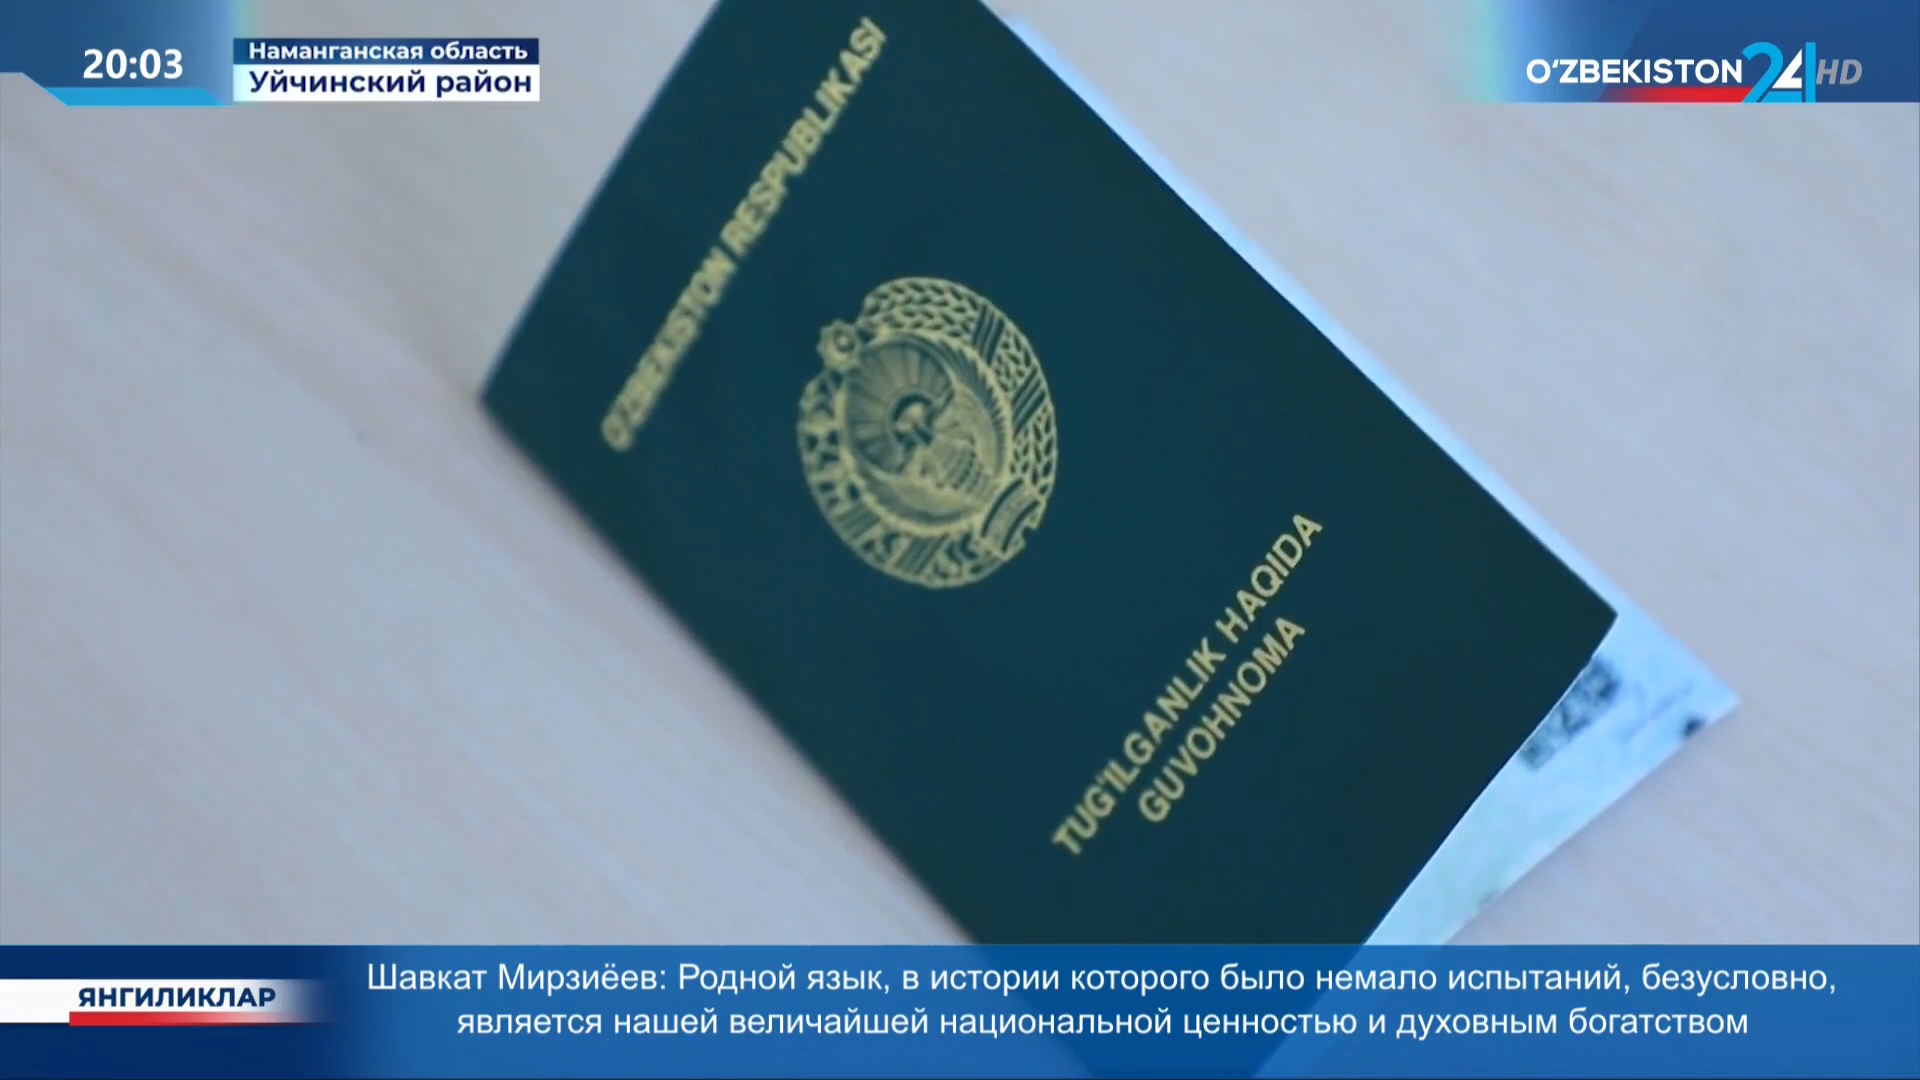 20:03
Наманганская область
Уйчинский район
O‘ZBEKISTON 24 HD
O‘ZBEKISTON RESPUBLIKASI
TUG‘ILGANLIK HAQIDA
GUVOHNOMA
ЯНГИЛИКЛАР
Шавкат Мирзиёев: Родной язык, в истории которого было немало испытаний, безусловно,
является нашей величайшей национальной ценностью и духовным богатством